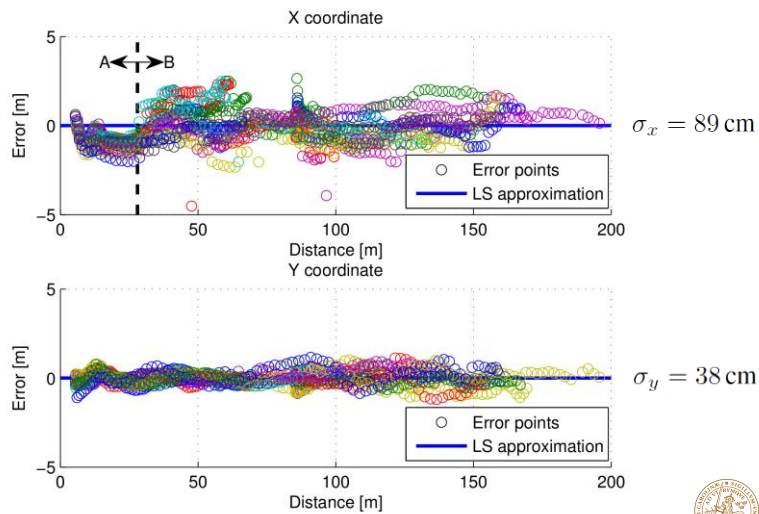 X coordinate
5
0
−5
Error [m]
A
B
Error points
LS approximation
0
50
100
150
200
Distance [m]
σx = 89 cm
Y coordinate
5
0
−5
Error [m]
Error points
LS approximation
0
50
100
150
200
Distance [m]
σy = 38 cm